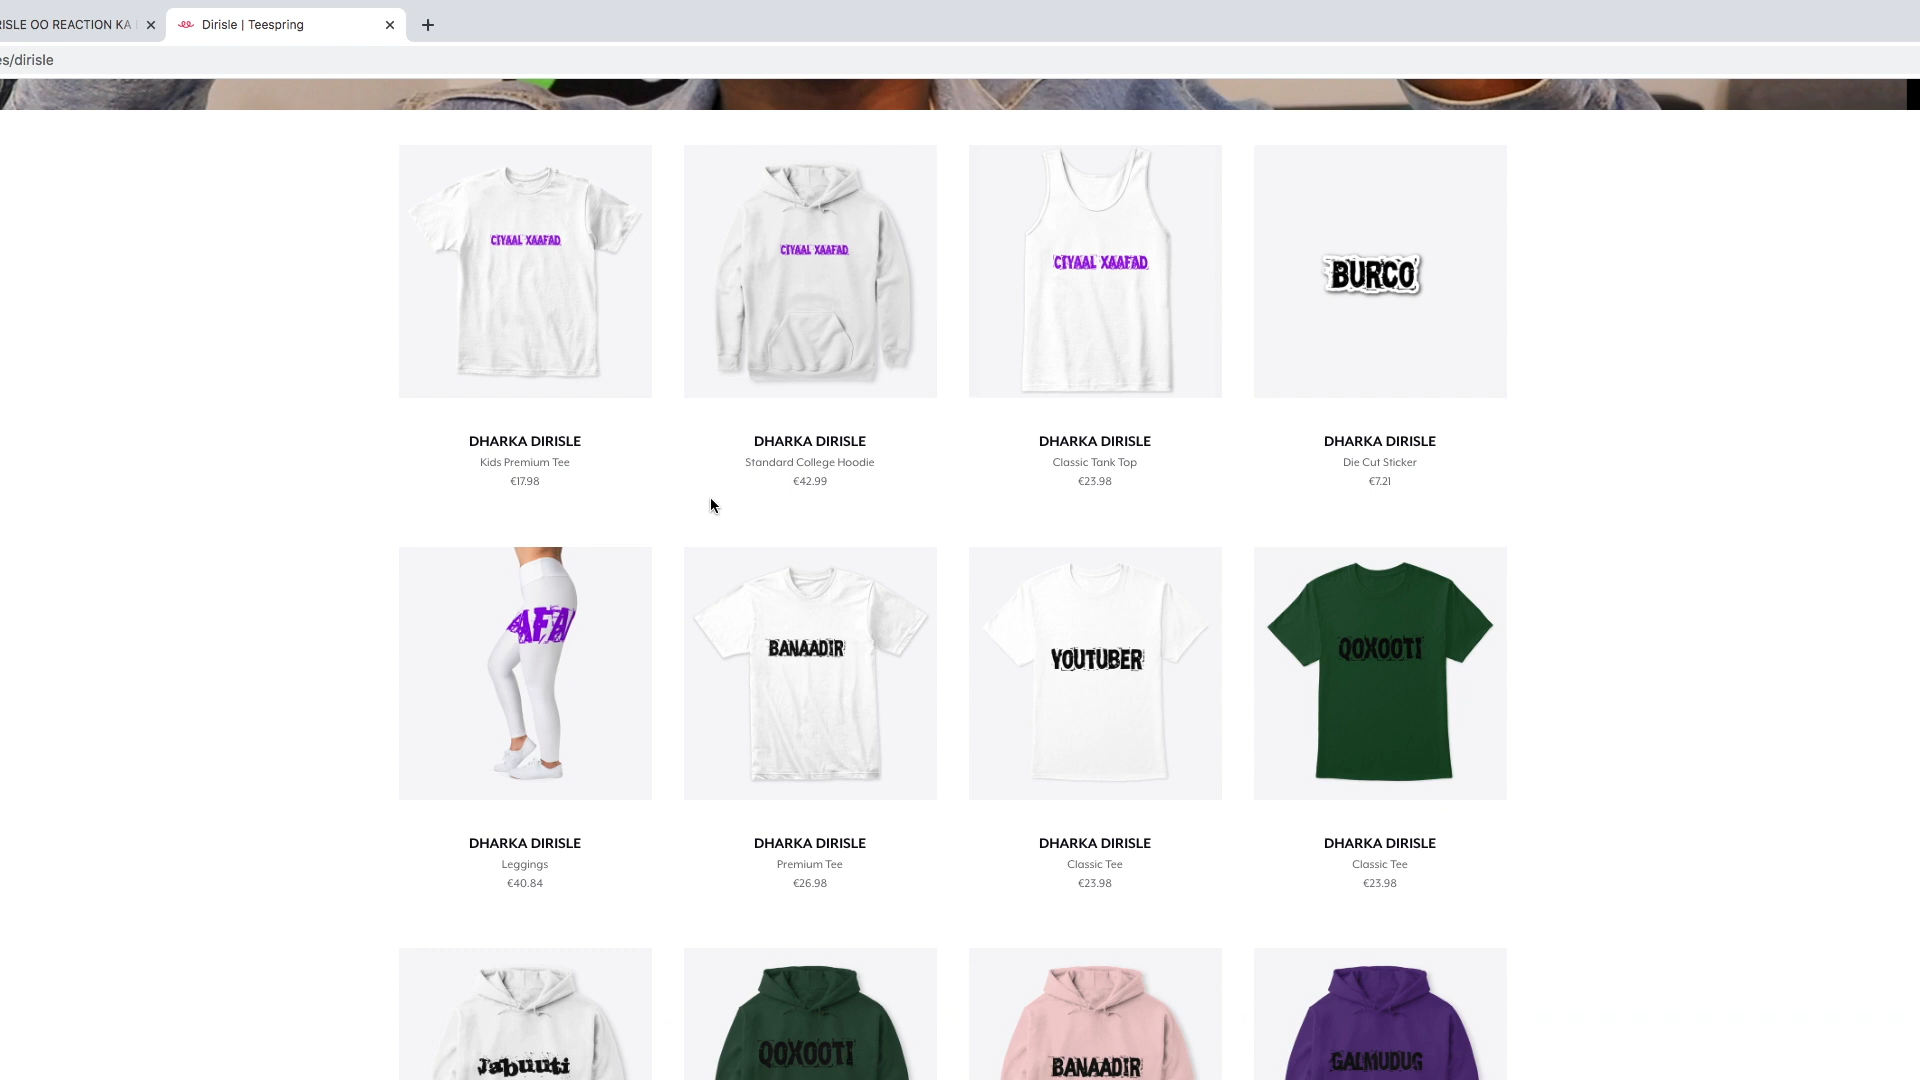 RISLE OO REACTION KA
Dirisle | Teespring
es/dirisle
CIYAAL XAAFAD
CIYAAL XAAFAD
CIYAAL XAAFAD
BURCO
DHARKA DIRISLE
Kids Premium Tee
€17.98
DHARKA DIRISLE
Standard College Hoodie
€42.99
DHARKA DIRISLE
Classic Tank Top
€23.98
DHARKA DIRISLE
Die Cut Sticker
€7.21
AFA
BANAADIR
YOUTUBER
QOXOOTI
DHARKA DIRISLE
Leggings
€40.84
DHARKA DIRISLE
Premium Tee
€26.98
DHARKA DIRISLE
Classic Tee
€23.98
DHARKA DIRISLE
Classic Tee
€23.98
Jabuuti
QOXOOTI
BANAADIR
GALMUDUG